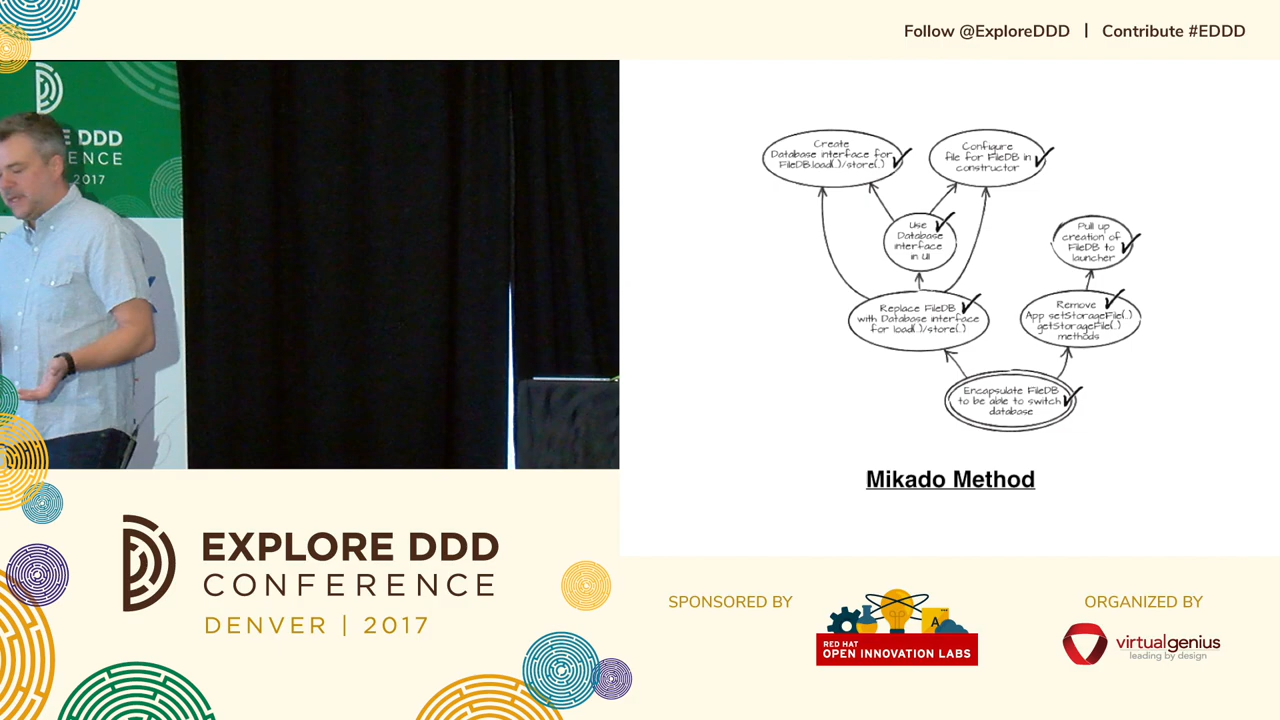 Follow @ExploreDDD | Contribute #EDDD
E DDD
ENCE
2017
Create
Database interface for
FileDB.load(.)/store(.)
Configure
file for FileDB in
constructor
Use
Database
interface
in UI
Pull up
creation of
FileDB to
launcher
Replace FileDB
with Database interface
for load(.)/store(.)
Remove
App setStorageFile(.)
getStorageFile(.)
methods
Encapsulate FileDB
to be able to switch
database
Mikado Method
EXPLORE DDD
CONFERENCE
DENVER | 2017
SPONSORED BY
A
RED HAT
OPEN INNOVATION LABS
ORGANIZED BY
virtualgenius
leading by design